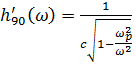 h′₉₀(ω) = 1 / (c√(1 − ω_p²/ω²))